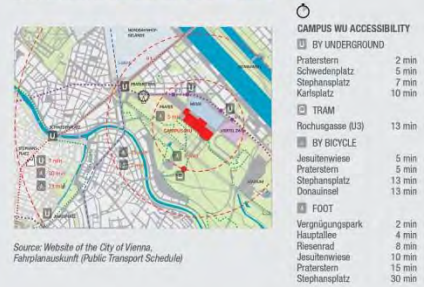 CAMPUS WU ACCESSIBILITY
U BY UNDERGROUND
Praterstern 2 min
Schwedenplatz 5 min
Stephansplatz 7 min
Karlsplatz 10 min
TRAM
Rochusgasse (U3) 13 min
BY BICYCLE
Jesuitenwiese 5 min
Praterstern 5 min
Stephansplatz 13 min
Donauinsel 13 min
FOOT
Vergnügungspark 2 min
Hauptallee 4 min
Riesenrad 8 min
Jesuitenwiese 10 min
Praterstern 15 min
Stephansplatz 30 min
PRATER
CAMPUS WU
Source: Website of the City of Vienna,
Fahrplanauskunft (Public Transport Schedule)